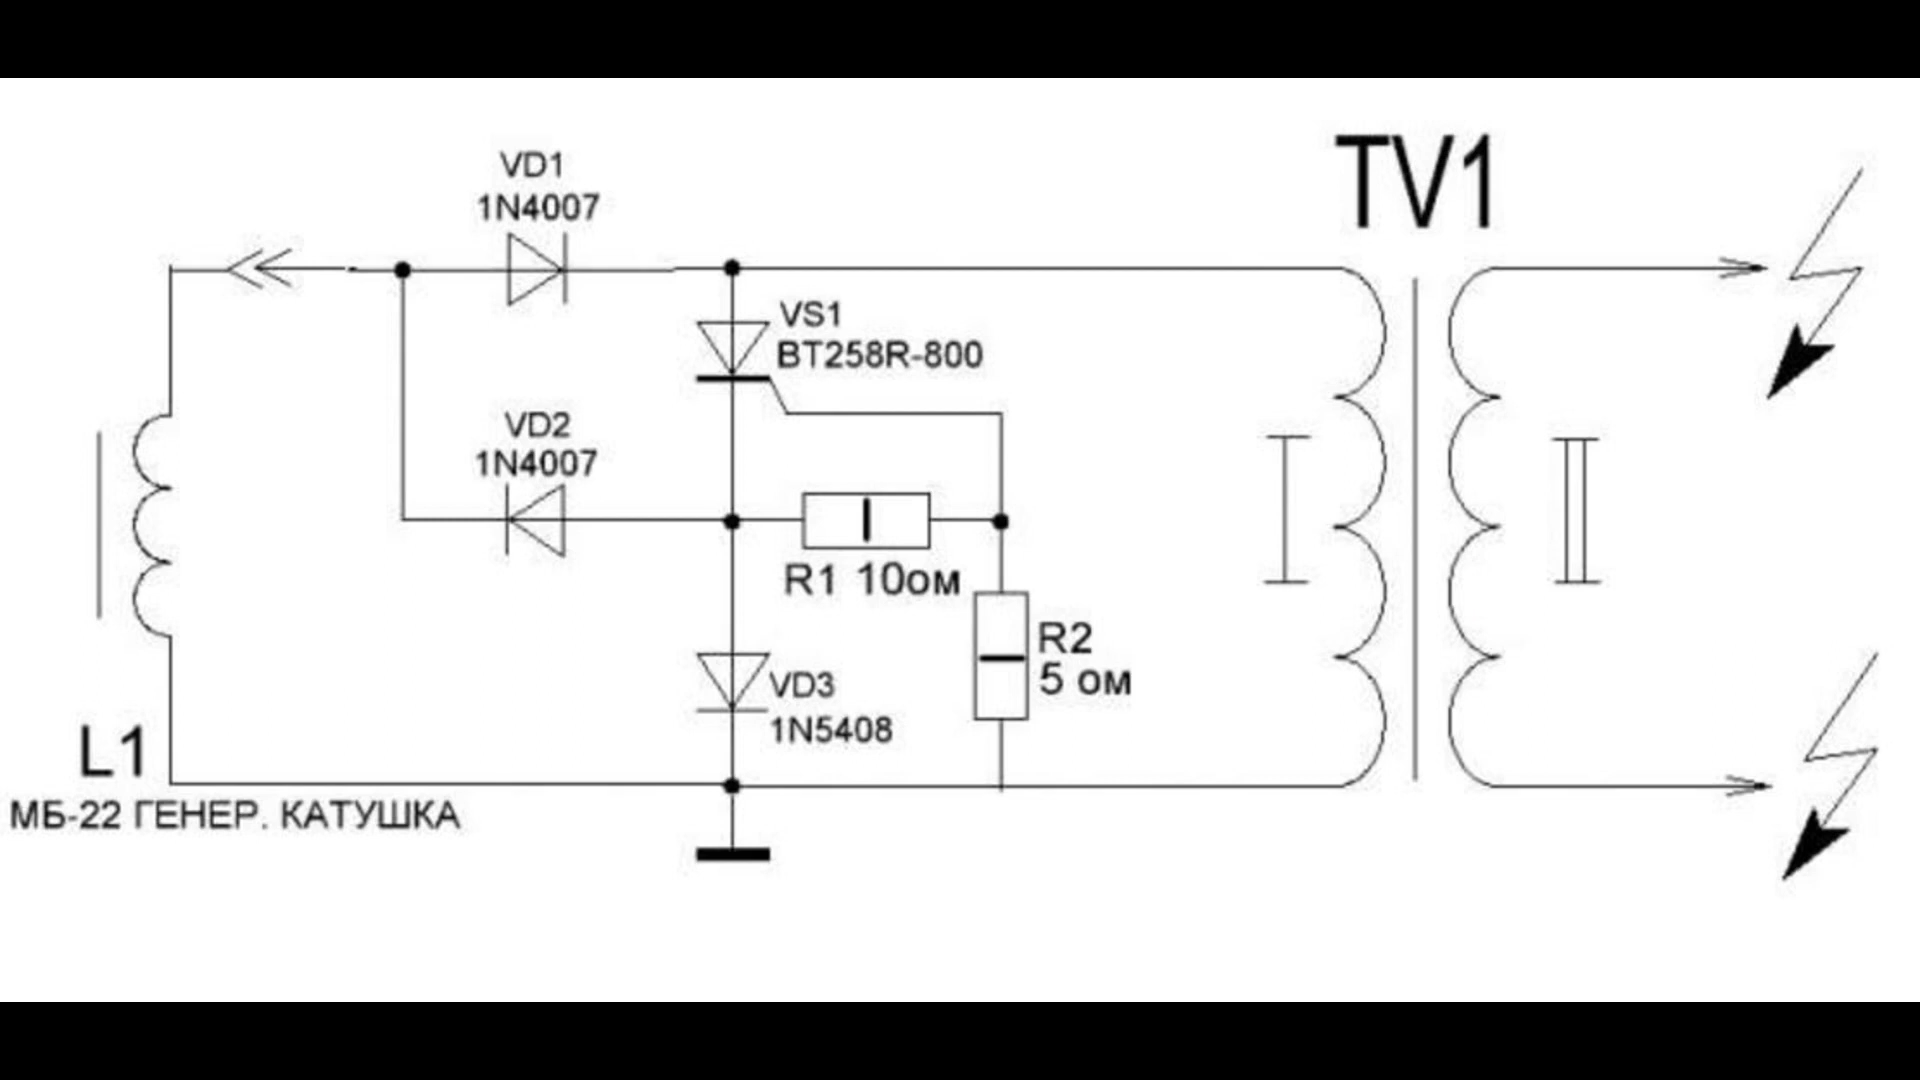 TV1
VD1
1N4007
VS1
BT258R-800
VD2
1N4007
R1 10ом
R2
5 ом
VD3
1N5408
I
II
L1
МБ-22 ГЕНЕР. КАТУШКА